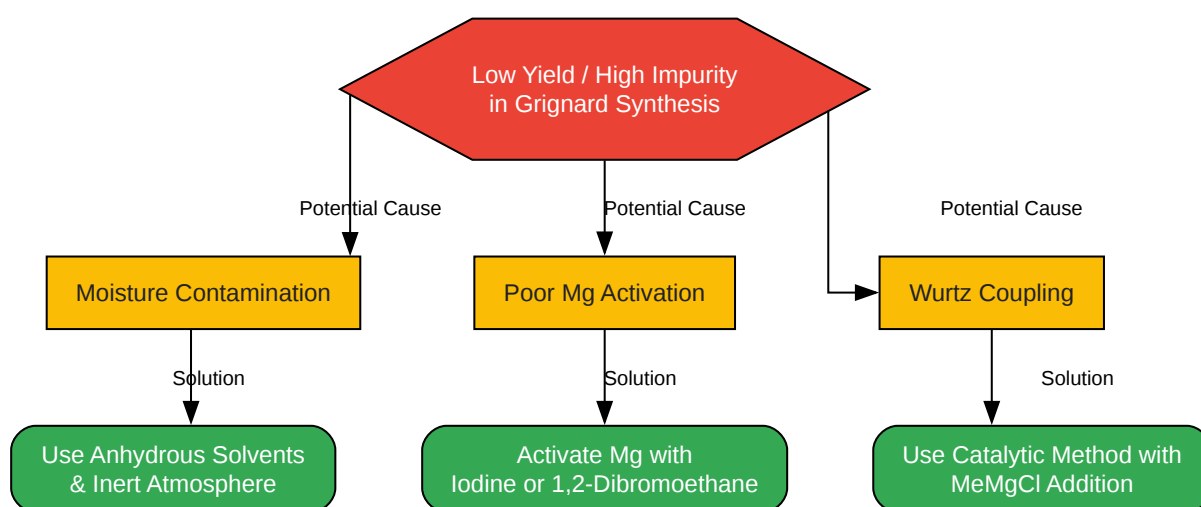 Low Yield / High Impurity
in Grignard Synthesis
Potential Cause
Potential Cause
Potential Cause
Moisture Contamination
Poor Mg Activation
Wurtz Coupling
Solution
Solution
Solution
Use Anhydrous Solvents
& Inert Atmosphere
Activate Mg with
Iodine or 1,2-Dibromoethane
Use Catalytic Method with
MeMgCl Addition